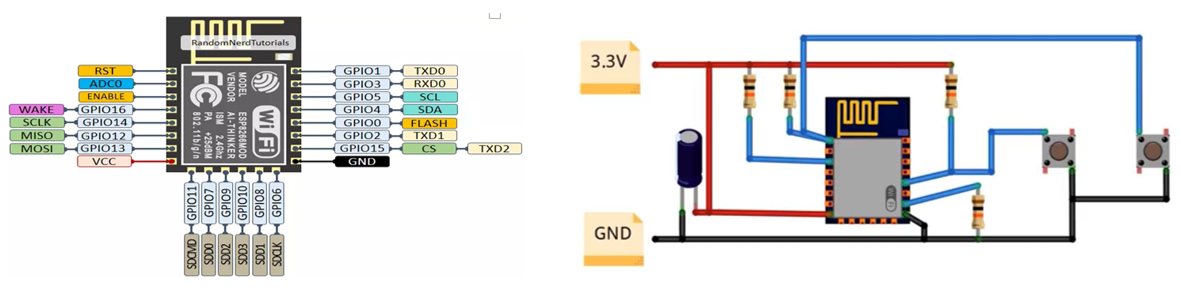 RandomNerdTutorials
RST
ADC0
ENABLE
WAKE GPIO16
SCLK GPIO14
MISO GPIO12
MOSI GPIO13
VCC
GPIO1 TXD0
GPIO3 RXD0
GPIO5 SCL
GPIO4 SDA
GPIO0 FLASH
GPIO2 TXD1
GPIO15 CS TXD2
GND
MODEL ESP8266MOD
VENDOR AI-THINKER
ISM 2.4Ghz
PA +25dBM
802.11b/g/n
FC
WiFi
GPIO11 GPIO7 GPIO9 GPIO10 GPIO8 GPIO6
SDCMD SDD0 SDD2 SDD3 SDD1 SDCLK
3.3V
GND